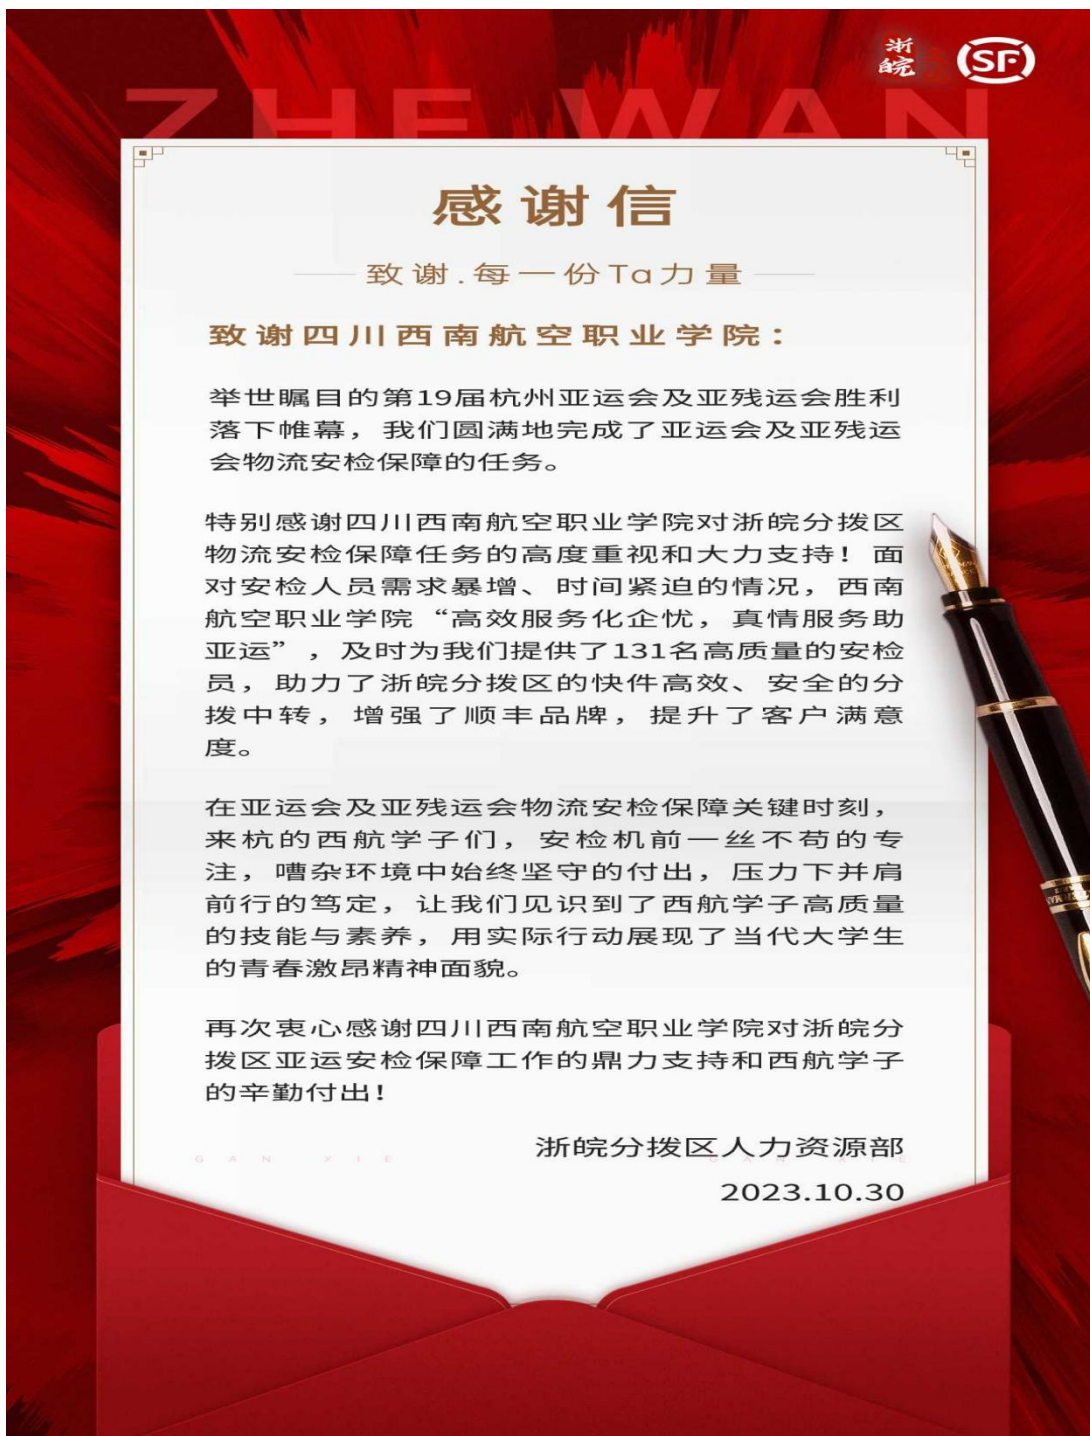 浙皖
SF
ZHE WAN
感谢信
致谢.每一份Ta力量
致谢四川西南航空职业学院：
举世瞩目的第19届杭州亚运会及亚残运会胜利
落下帷幕，我们圆满地完成了亚运会及亚残运
会物流安检保障的任务。
特别感谢四川西南航空职业学院对浙皖分拨区
物流安检保障任务的高度重视和大力支持！面
对安检人员需求暴增、时间紧迫的情况，西南
航空职业学院“高效服务化企忧，真情服务助
亚运”，及时为我们提供了131名高质量的安检
员，助力了浙皖分拨区的快件高效、安全的分
拨中转，增强了顺丰品牌，提升了客户满意
度。
在亚运会及亚残运会物流安检保障关键时刻，
来杭的西航学子们，安检机前一丝不苟的专
注，嘈杂环境中始终坚守的付出，压力下并肩
前行的笃定，让我们见识到了西航学子高质量
的技能与素养，用实际行动展现了当代大学生
的青春激昂精神面貌。
再次衷心感谢四川西南航空职业学院对浙皖分
拨区亚运安检保障工作的鼎力支持和西航学子
的辛勤付出！
浙皖分拨区人力资源部
GAN XIE GAN XIE
2023.10.30